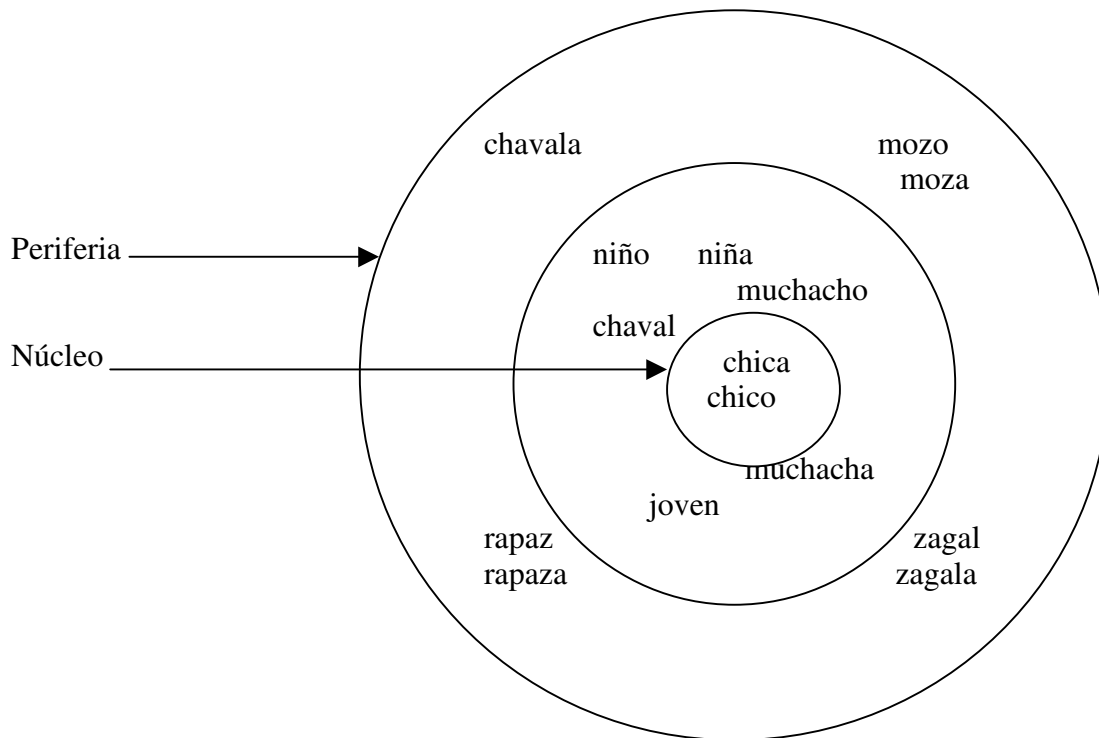 chavala
mozo
moza
Periferia
niño niña
muchacho
chaval
Núcleo
chica
chico
muchacha
joven
rapaz
rapaza
zagal
zagala